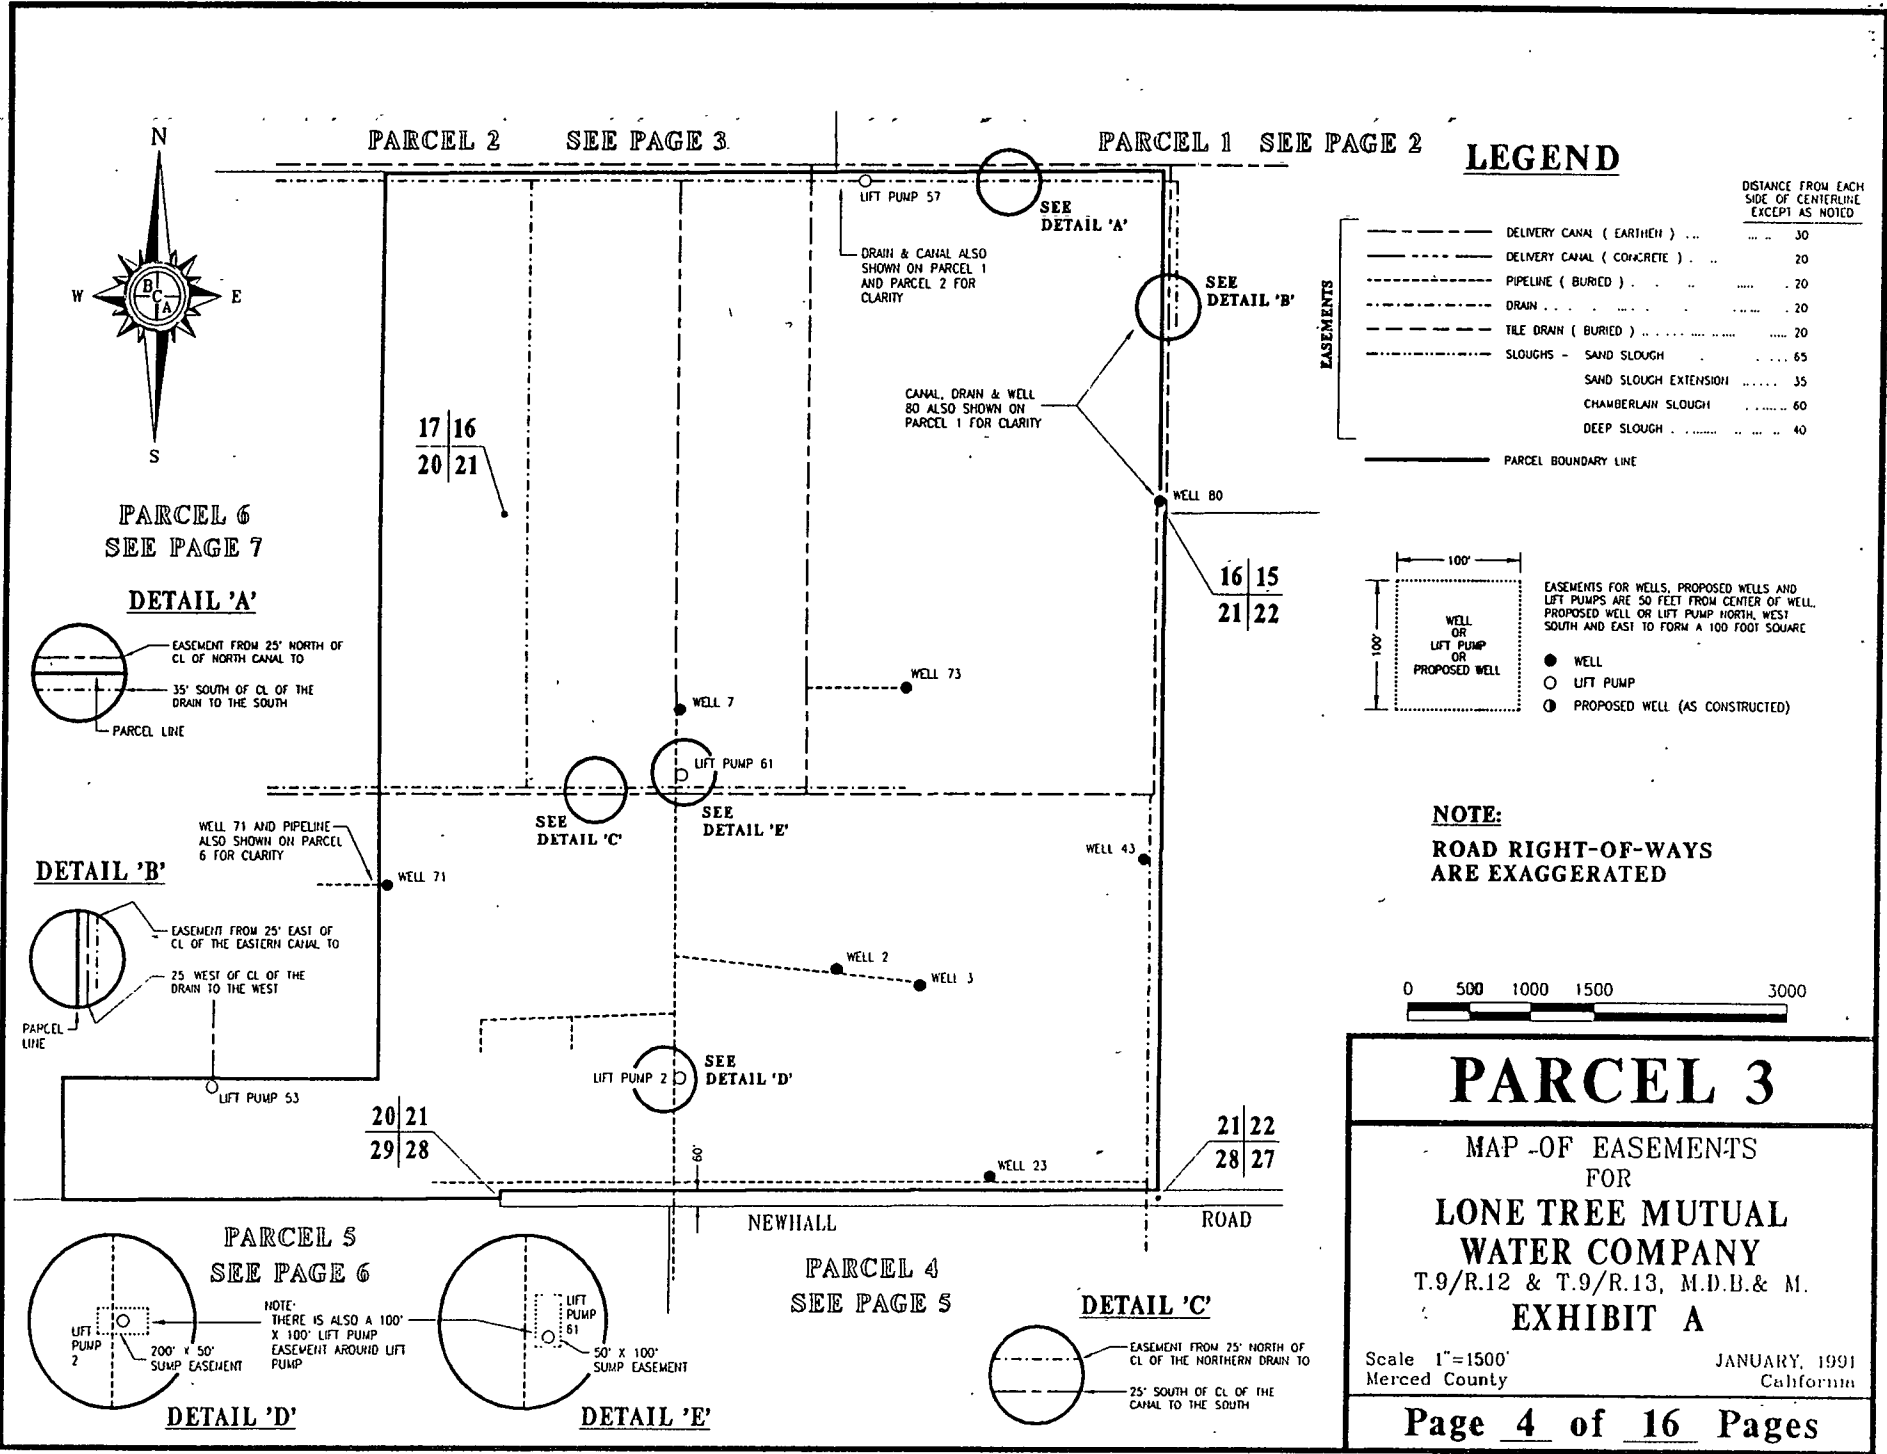 PARCEL 2 SEE PAGE 3
PARCEL 1 SEE PAGE 2
N
W
E
S
B
C
A
LIFT PUMP 57
SEE
DETAIL 'A'
DRAIN & CANAL ALSO
SHOWN ON PARCEL 1
AND PARCEL 2 FOR
CLARITY
SEE
DETAIL 'B'
CANAL, DRAIN & WELL
80 ALSO SHOWN ON
PARCEL 1 FOR CLARITY
17 16
20 21
WELL 80
16 15
21 22
LEGEND
DISTANCE FROM EACH
SIDE OF CENTERLINE
EXCEPT AS NOTED
EASEMENTS
DELIVERY CANAL ( EARTHEN ) ... 30
DELIVERY CANAL ( CONCRETE ) . .. 20
PIPELINE ( BURIED ) . . .. ..... . 20
DRAIN . . . . ... . . . ..... . 20
TILE DRAIN ( BURIED ) .. . . . . .... ... ..... 20
SLOUGHS - SAND SLOUGH . . ... 65
SAND SLOUGH EXTENSION ...... 35
CHAMBERLAIN SLOUGH . ...... 60
DEEP SLOUGH . . ....... .. ... .. 40
PARCEL BOUNDARY LINE
100'
100'
WELL
OR
LIFT PUMP
OR
PROPOSED WELL
EASEMENTS FOR WELLS, PROPOSED WELLS AND
LIFT PUMPS ARE 50 FEET FROM CENTER OF WELL,
PROPOSED WELL OR LIFT PUMP NORTH, WEST
SOUTH AND EAST TO FORM A 100 FOOT SQUARE
WELL
LIFT PUMP
PROPOSED WELL (AS CONSTRUCTED)
NOTE:
ROAD RIGHT-OF-WAYS
ARE EXAGGERATED
0 500 1000 1500 3000
PARCEL 6
SEE PAGE 7
DETAIL 'A'
EASEMENT FROM 25' NORTH OF
CL OF NORTH CANAL TO
35' SOUTH OF CL OF THE
DRAIN TO THE SOUTH
PARCEL LINE
WELL 73
WELL 7
LIFT PUMP 61
SEE
DETAIL 'C'
SEE
DETAIL 'E'
WELL 71 AND PIPELINE
ALSO SHOWN ON PARCEL
6 FOR CLARITY
WELL 71
WELL 43
DETAIL 'B'
EASEMENT FROM 25' EAST OF
CL OF THE EASTERN CANAL TO
25 WEST OF CL OF THE
DRAIN TO THE WEST
PARCEL
LINE
WELL 2
WELL 3
LIFT PUMP 2
SEE
DETAIL 'D'
LIFT PUMP 53
20 21
29 28
21 22
28 27
60'
WELL 23
NEWHALL
ROAD
PARCEL 5
SEE PAGE 6
PARCEL 4
SEE PAGE 5
LIFT
PUMP
2
200' X 50'
SUMP EASEMENT
NOTE:
THERE IS ALSO A 100'
X 100' LIFT PUMP
EASEMENT AROUND LIFT
PUMP
LIFT
PUMP
61
50' X 100'
SUMP EASEMENT
DETAIL 'D'
DETAIL 'E'
DETAIL 'C'
EASEMENT FROM 25' NORTH OF
CL OF THE NORTHERN DRAIN TO
25' SOUTH OF CL OF THE
CANAL TO THE SOUTH
PARCEL 3
MAP OF EASEMENTS
FOR
LONE TREE MUTUAL
WATER COMPANY
T.9/R.12 & T.9/R.13, M.D.B.& M.
EXHIBIT A
Scale 1"=1500'
Merced County
JANUARY, 1991
California
Page 4 of 16 Pages